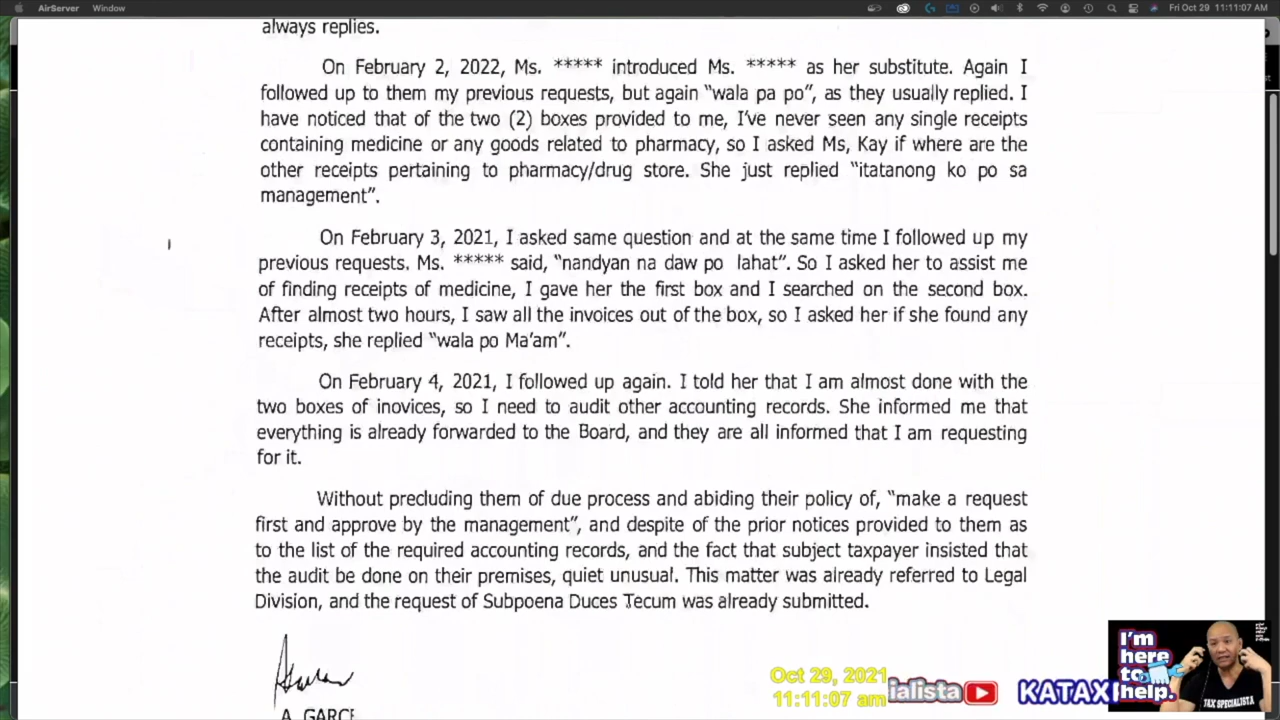 AirServer Window Fri Oct 29 11:11:07 AM
always replies.
On February 2, 2022, Ms. ***** introduced Ms. ***** as her substitute. Again I
followed up to them my previous requests, but again “wala pa po”, as they usually replied. I
have noticed that of the two (2) boxes provided to me, I’ve never seen any single receipts
containing medicine or any goods related to pharmacy, so I asked Ms, Kay if where are the
other receipts pertaining to pharmacy/drug store. She just replied “itatanong ko po sa
management”.
On February 3, 2021, I asked same question and at the same time I followed up my
previous requests. Ms. ***** said, “nandyan na daw po lahat”. So I asked her to assist me
of finding receipts of medicine, I gave her the first box and I searched on the second box.
After almost two hours, I saw all the invoices out of the box, so I asked her if she found any
receipts, she replied “wala po Ma’am”.
On February 4, 2021, I followed up again. I told her that I am almost done with the
two boxes of inovices, so I need to audit other accounting records. She informed me that
everything is already forwarded to the Board, and they are all informed that I am requesting
for it.
Without precluding them of due process and abiding their policy of, “make a request
first and approve by the management”, and despite of the prior notices provided to them as
to the list of the required accounting records, and the fact that subject taxpayer insisted that
the audit be done on their premises, quiet unusual. This matter was already referred to Legal
Division, and the request of Subpoena Duces Tecum was already submitted.
A. GARCE
Oct 29, 2021
11:11:07 am
ialista
KATAXI
I'm
here
to
help.
TAX SPECIALISTA